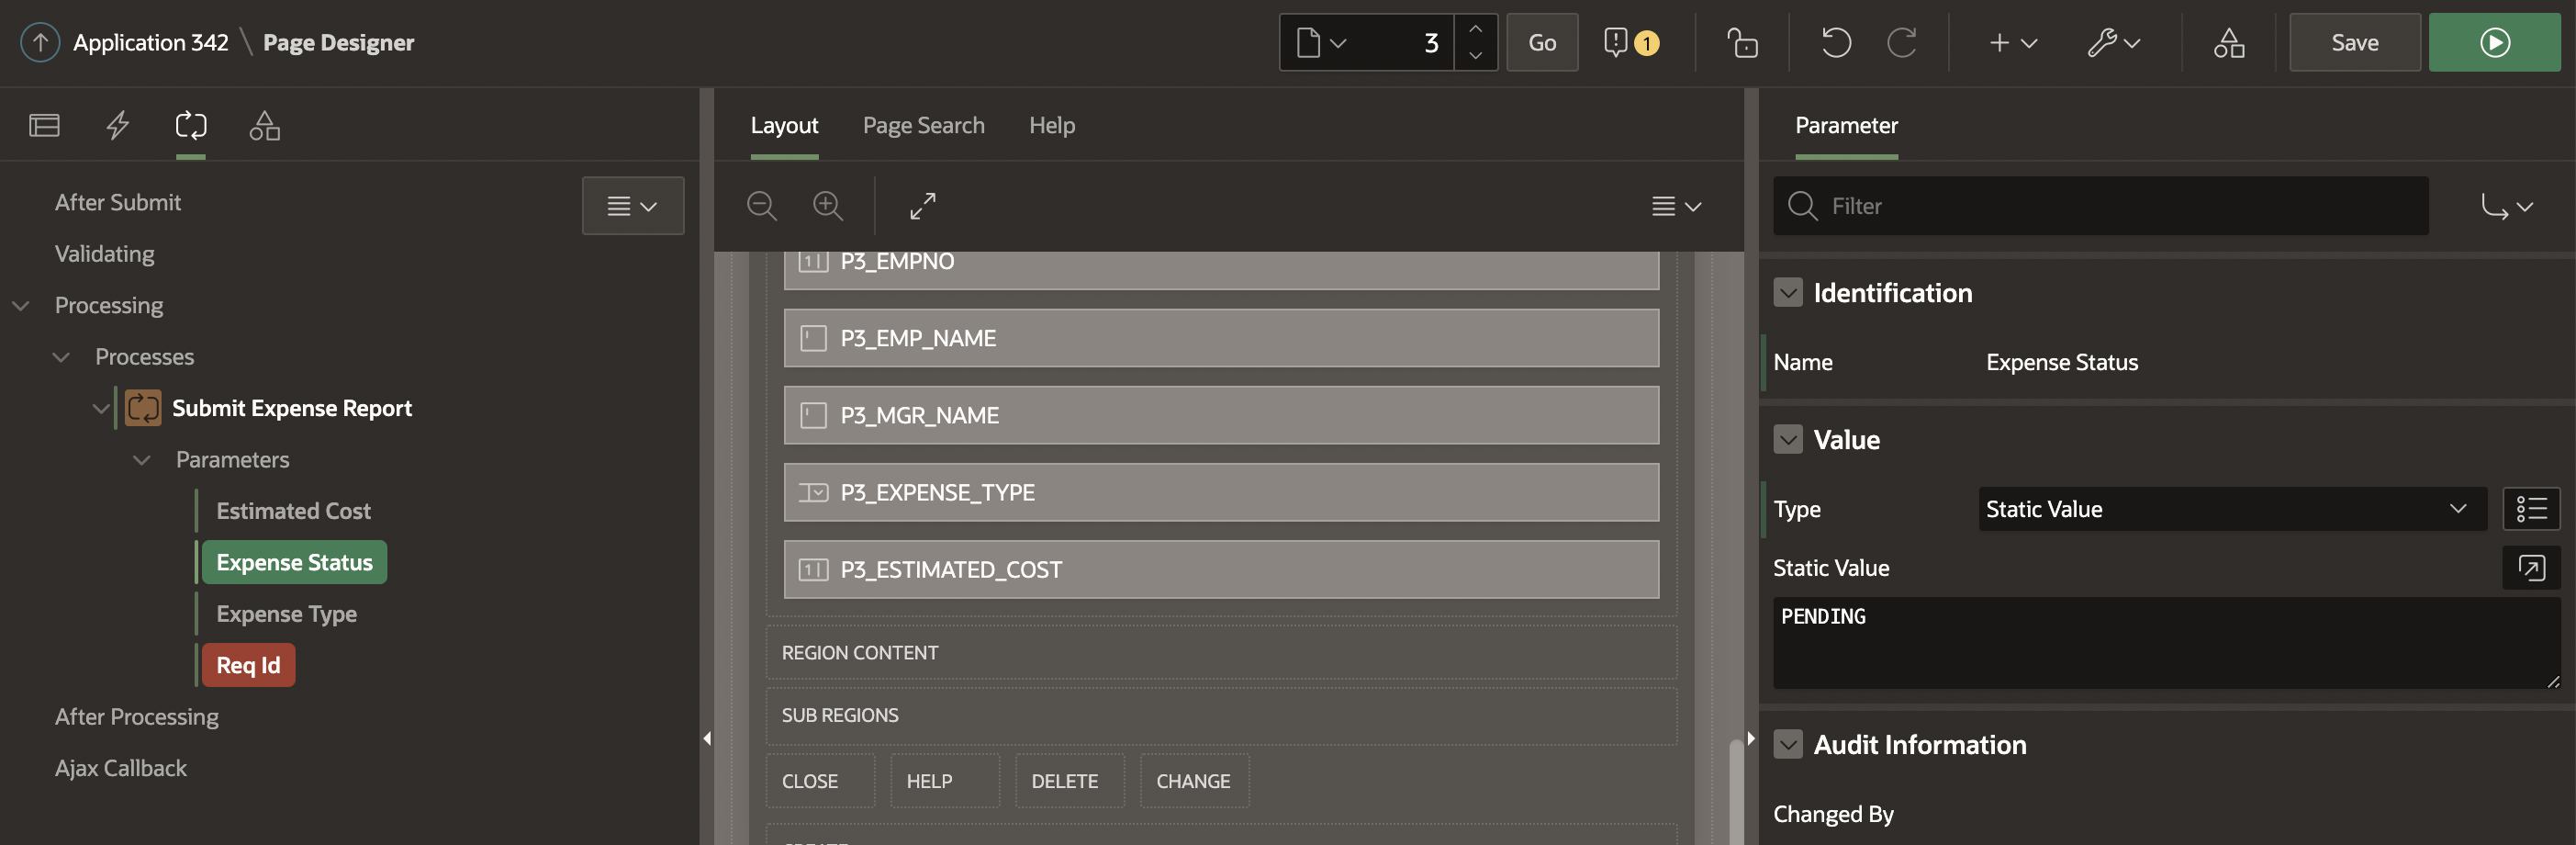 Application 342 \ Page Designer
3
Go
1
Save
After Submit
Validating
Processing
Processes
Submit Expense Report
Parameters
Estimated Cost
Expense Status
Expense Type
Req Id
After Processing
Ajax Callback
Layout
Page Search
Help
P3_EMPNO
P3_EMP_NAME
P3_MGR_NAME
P3_EXPENSE_TYPE
P3_ESTIMATED_COST
REGION CONTENT
SUB REGIONS
CLOSE
HELP
DELETE
CHANGE
Parameter
Filter
Identification
Name
Expense Status
Value
Type
Static Value
Static Value
PENDING
Audit Information
Changed By